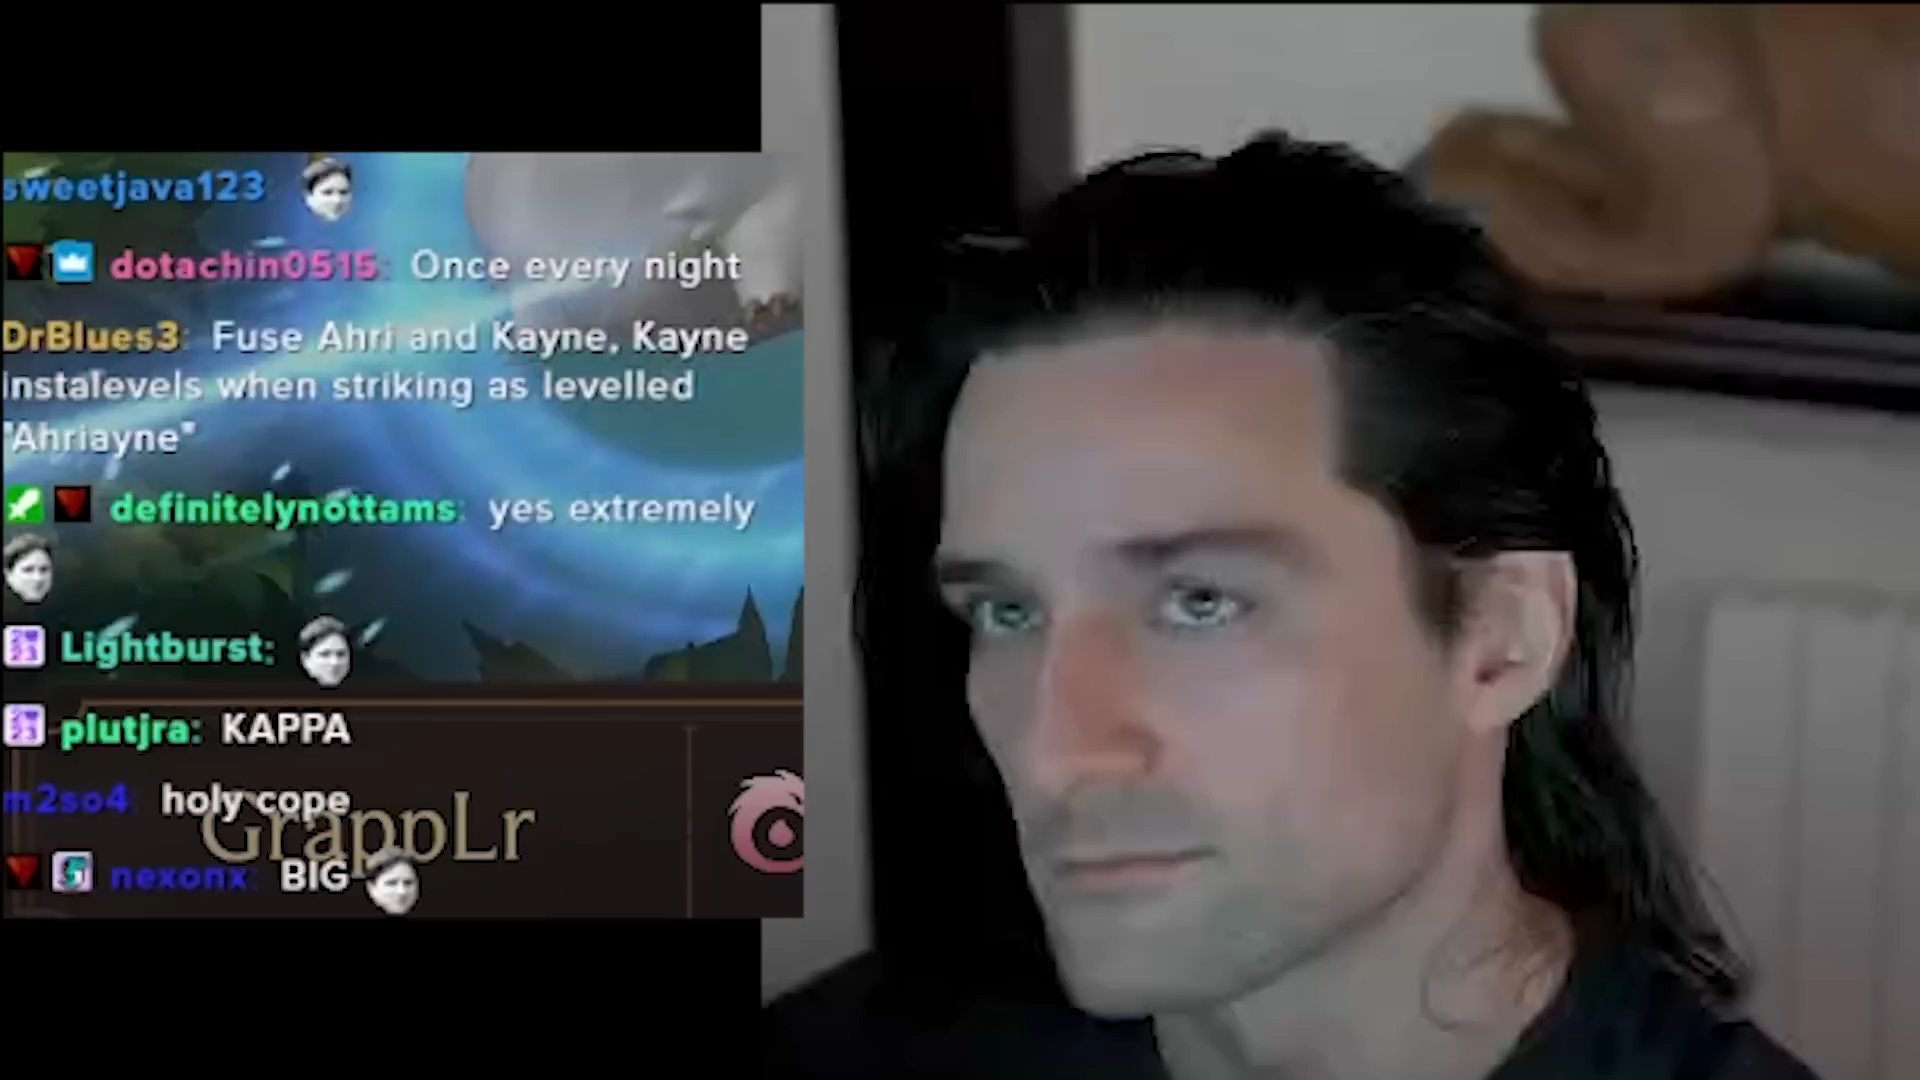 sweetjava123
dotachin0515: Once every night
DrBlues3: Fuse Ahri and Kayne, Kayne
instalevels when striking as levelled
"Ahriayne"
definitelynottams: yes extremely
Lightburst:
plutjra: KAPPA
m2so4: holy cope
GrappLr
nexonx: BIG